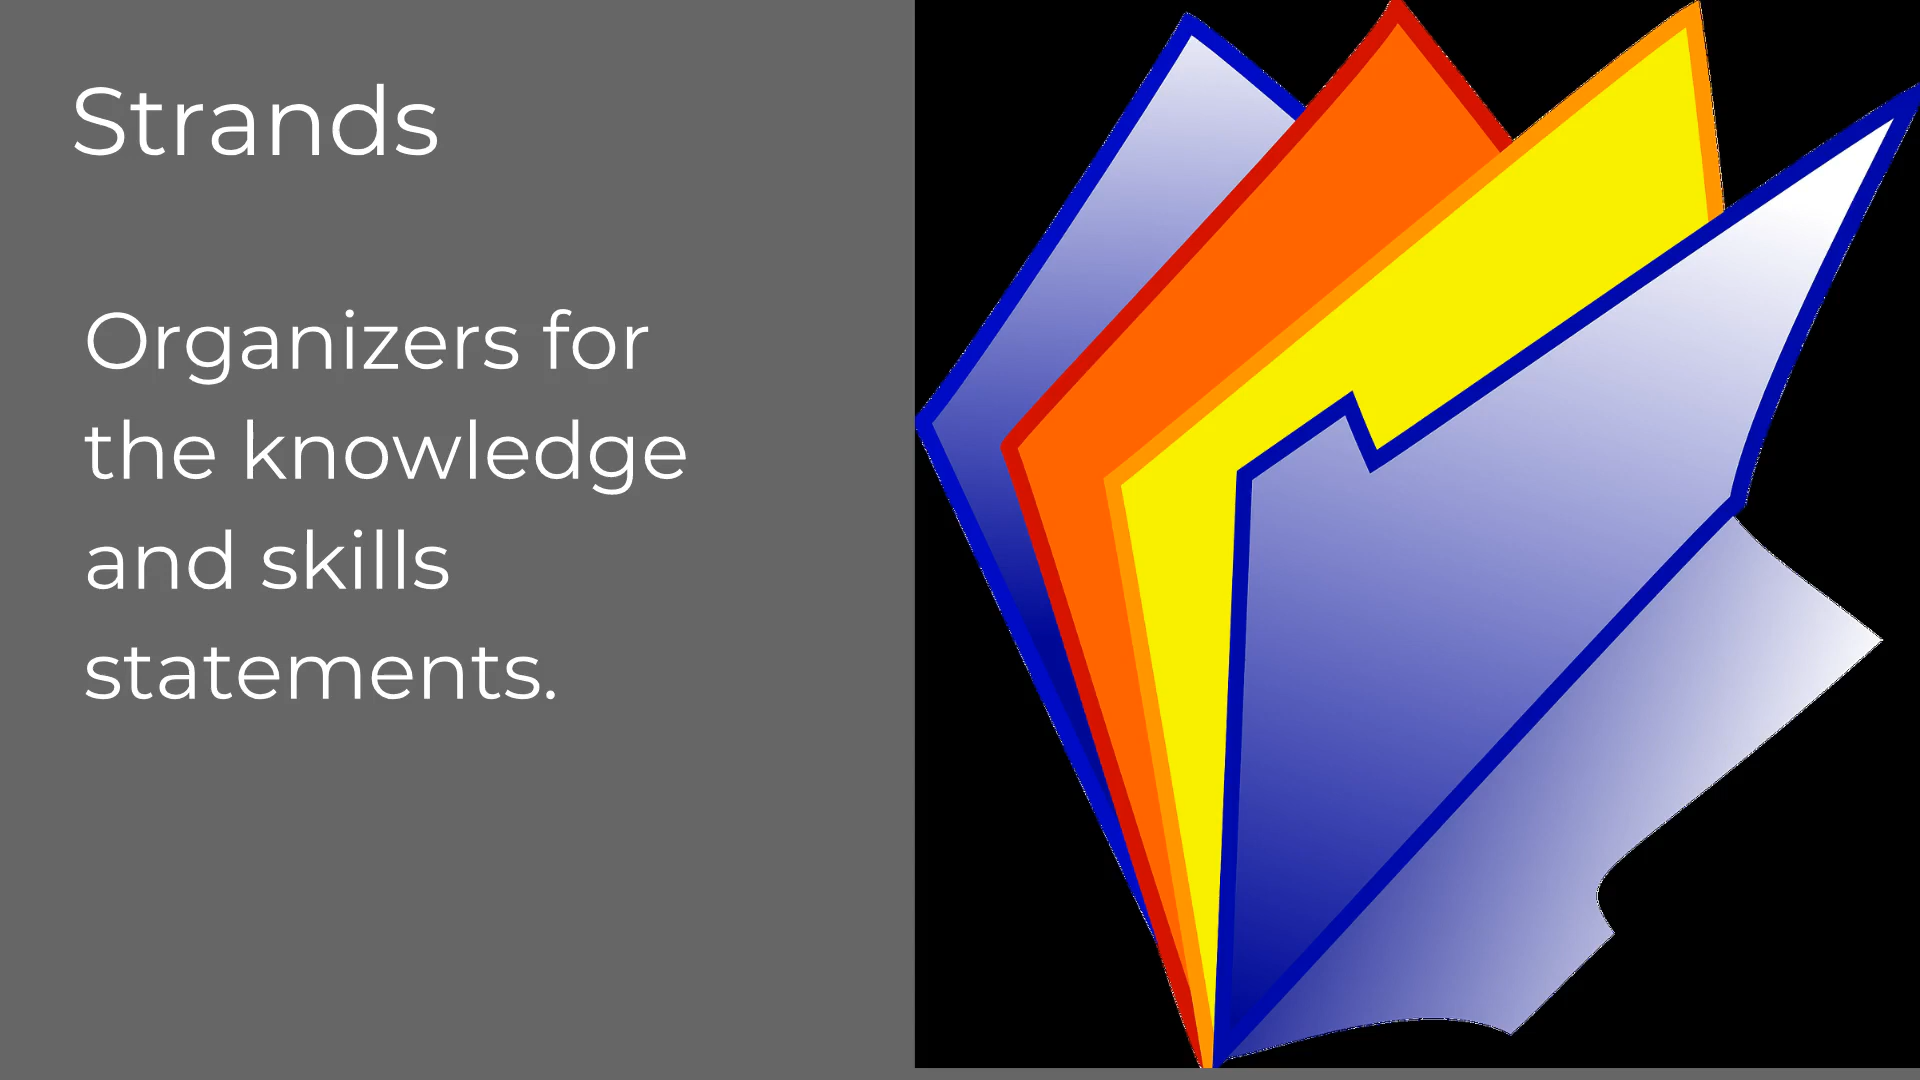 Strands
Organizers for
the knowledge
and skills
statements.